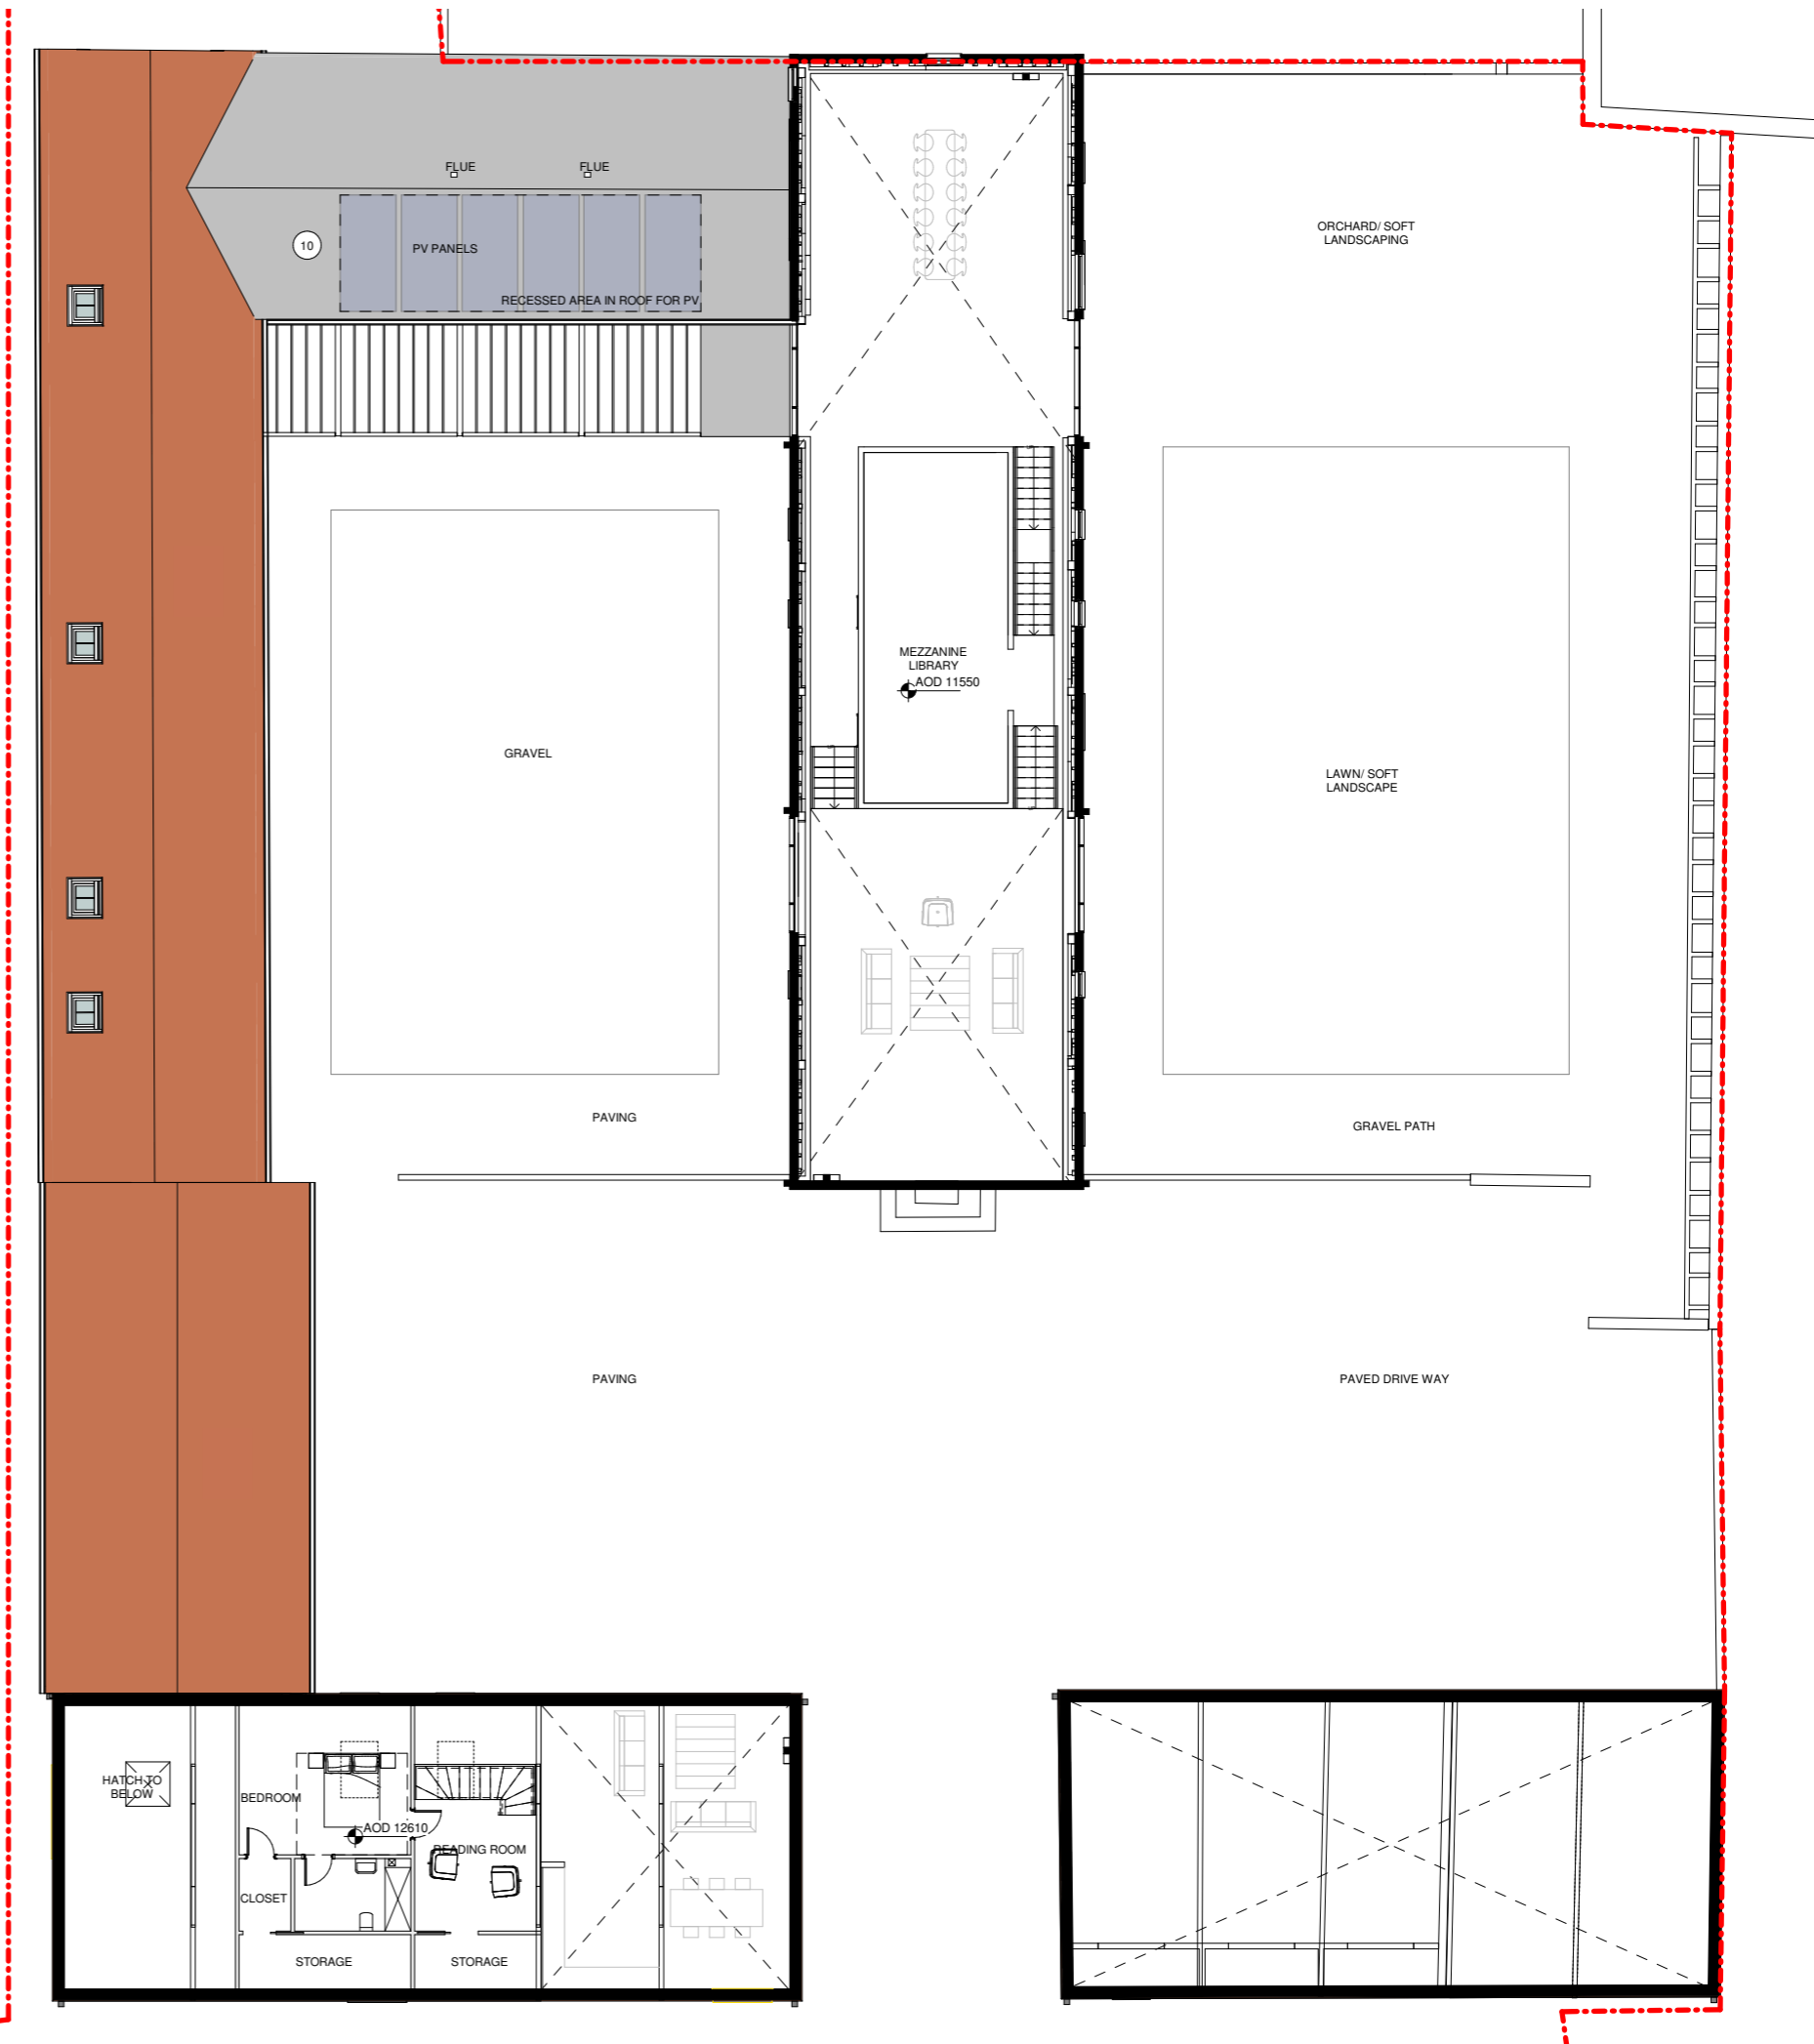 FLUE
FLUE
10
PV PANELS
RECESSED AREA IN ROOF FOR PV
ORCHARD/ SOFT
LANDSCAPING
MEZZANINE
LIBRARY
AOD 11550
GRAVEL
LAWN/ SOFT
LANDSCAPE
PAVING
GRAVEL PATH
PAVING
PAVED DRIVE WAY
HATCH TO
BELOW
BEDROOM
AOD 12610
READING ROOM
CLOSET
STORAGE
STORAGE